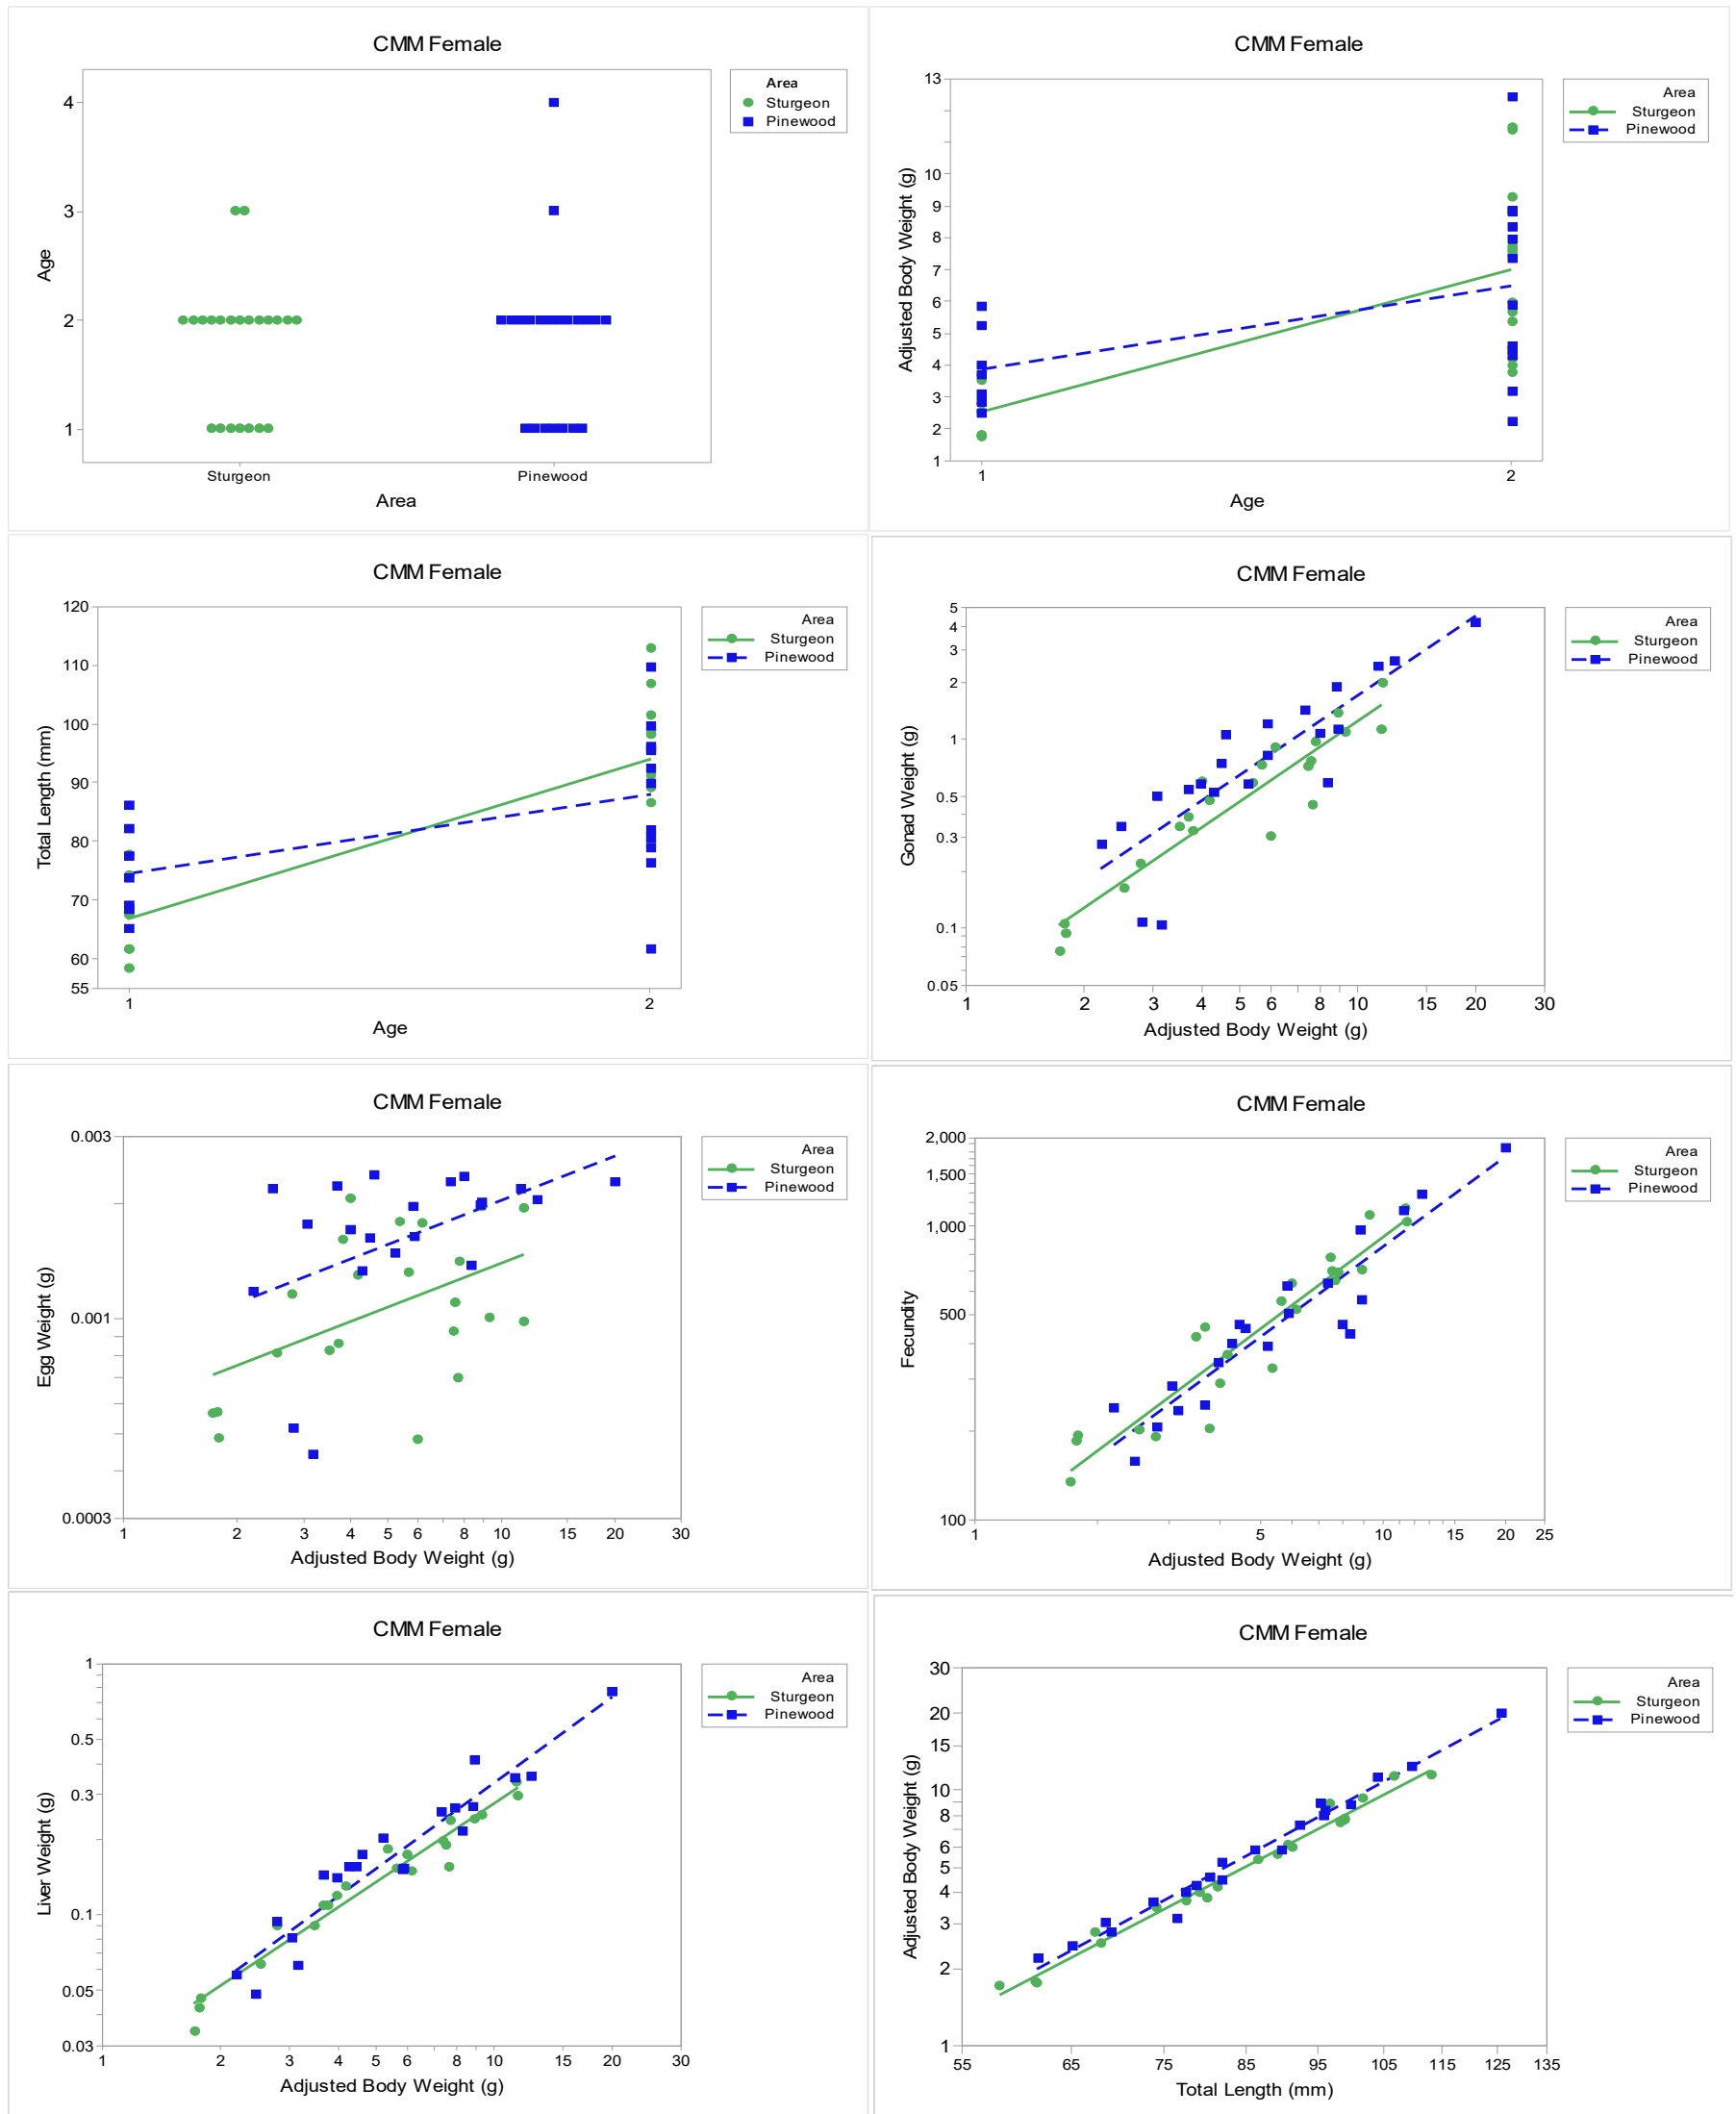 CMM Female
4
3
2
1
Age
Sturgeon Pinewood
Area
Area
Sturgeon
Pinewood
CMM Female
13
10
9
8
7
6
5
4
3
2
1
Adjusted Body Weight (g)
1 2
Age
Area
Sturgeon
Pinewood
CMM Female
120
110
100
90
80
70
60
55
Total Length (mm)
1 2
Age
Area
Sturgeon
Pinewood
CMM Female
5
4
3
2
1
0.5
0.3
0.1
0.05
Gonad Weight (g)
1 2 3 4 5 6 8 10 15 20 30
Adjusted Body Weight (g)
Area
Sturgeon
Pinewood
CMM Female
0.003
0.001
0.0003
Egg Weight (g)
1 2 3 4 5 6 8 10 15 20 30
Adjusted Body Weight (g)
Area
Sturgeon
Pinewood
CMM Female
2,000
1,500
1,000
500
100
Fecundity
1 5 10 15 20 25
Adjusted Body Weight (g)
Area
Sturgeon
Pinewood
CMM Female
1
0.5
0.3
0.1
0.05
0.03
Liver Weight (g)
1 2 3 4 5 6 8 10 15 20 30
Adjusted Body Weight (g)
Area
Sturgeon
Pinewood
CMM Female
30
20
15
10
8
6
5
4
3
2
1
Adjusted Body Weight (g)
55 65 75 85 95 105 115 125 135
Total Length (mm)
Area
Sturgeon
Pinewood